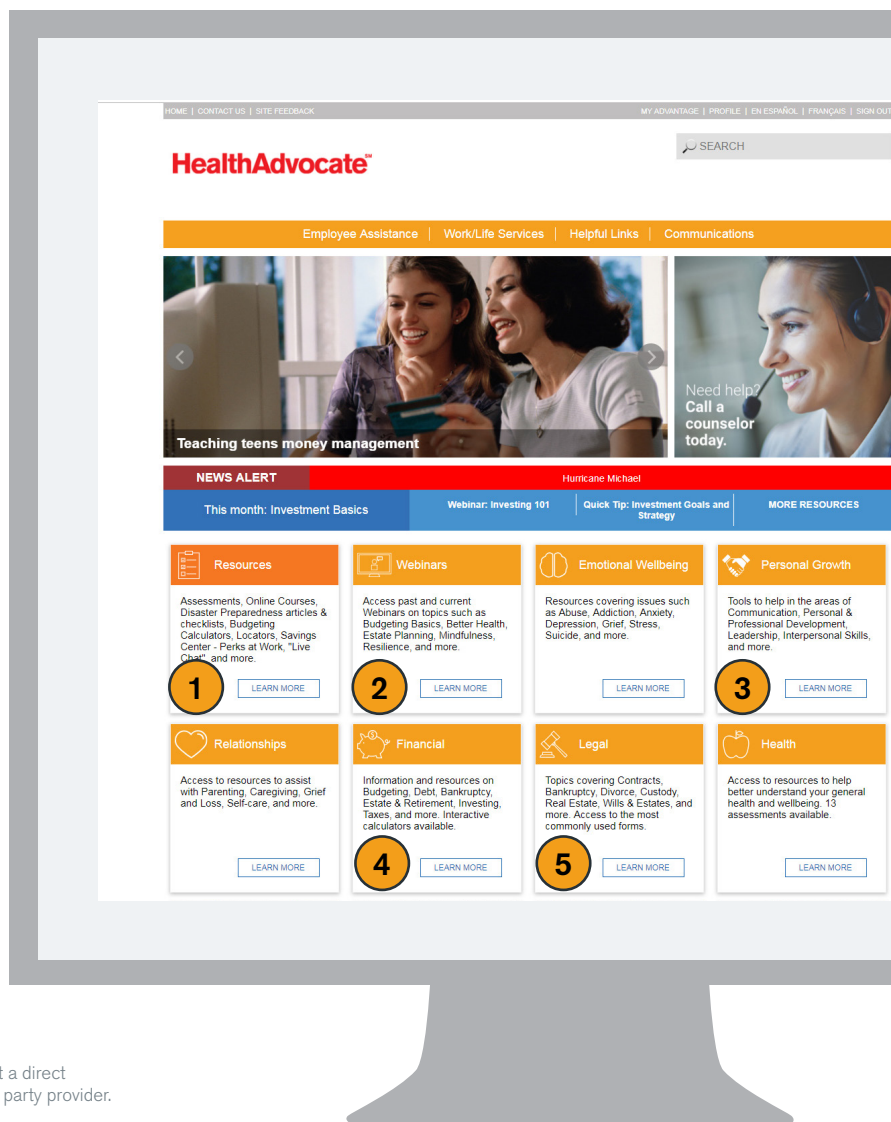 HOME | CONTACT US | SITE FEEDBACK
MY ADVANTAGE | PROFILE | EN ESPAÑOL | FRANÇAIS | SIGN OUT
SEARCH
HealthAdvocate℠
Employee Assistance | Work/Life Services | Helpful Links | Communications
Teaching teens money management
Need help?
Call a
counselor
today.
NEWS ALERT
Hurricane Michael
This month: Investment Basics
Webinar: Investing 101
Quick Tip: Investment Goals and
Strategy
MORE RESOURCES
Resources
Assessments, Online Courses,
Disaster Preparedness articles &
checklists, Budgeting
Calculators, Locators, Savings
Center - Perks at Work, "Live
Chat", and more.
1
LEARN MORE
Webinars
Access past and current
Webinars on topics such as
Budgeting Basics, Better Health,
Estate Planning, Mindfulness,
Resilience, and more.
2
LEARN MORE
Emotional Wellbeing
Resources covering issues such
as Abuse, Addiction, Anxiety,
Depression, Grief, Stress,
Suicide, and more.
LEARN MORE
Personal Growth
Tools to help in the areas of
Communication, Personal &
Professional Development,
Leadership, Interpersonal Skills,
and more.
3
LEARN MORE
Relationships
Access to resources to assist
with Parenting, Caregiving, Grief
and Loss, Self-care, and more.
LEARN MORE
Financial
Information and resources on
Budgeting, Debt, Bankruptcy,
Estate & Retirement, Investing,
Taxes, and more. Interactive
calculators available.
4
LEARN MORE
Legal
Topics covering Contracts,
Bankruptcy, Divorce, Custody,
Real Estate, Wills & Estates, and
more. Access to the most
commonly used forms.
5
LEARN MORE
Health
Access to resources to help
better understand your general
health and wellbeing. 13
assessments available.
LEARN MORE
a direct
party provider.